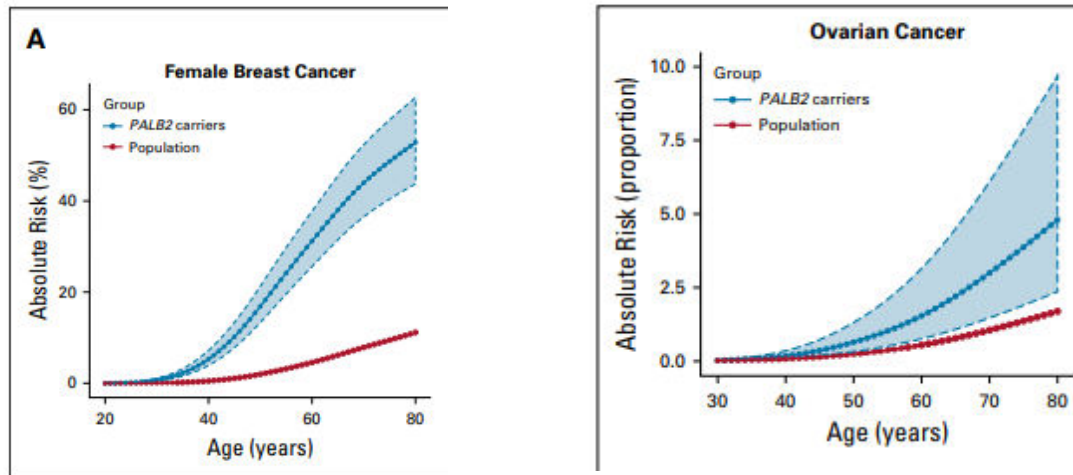 A
Female Breast Cancer
Absolute Risk (%)
60
40
20
0
Group
PALB2 carriers
Population
20
40
60
80
Age (years)
Ovarian Cancer
Absolute Risk (proportion)
10.0
7.5
5.0
2.5
0.0
Group
PALB2 carriers
Population
30
40
50
60
70
80
Age (years)